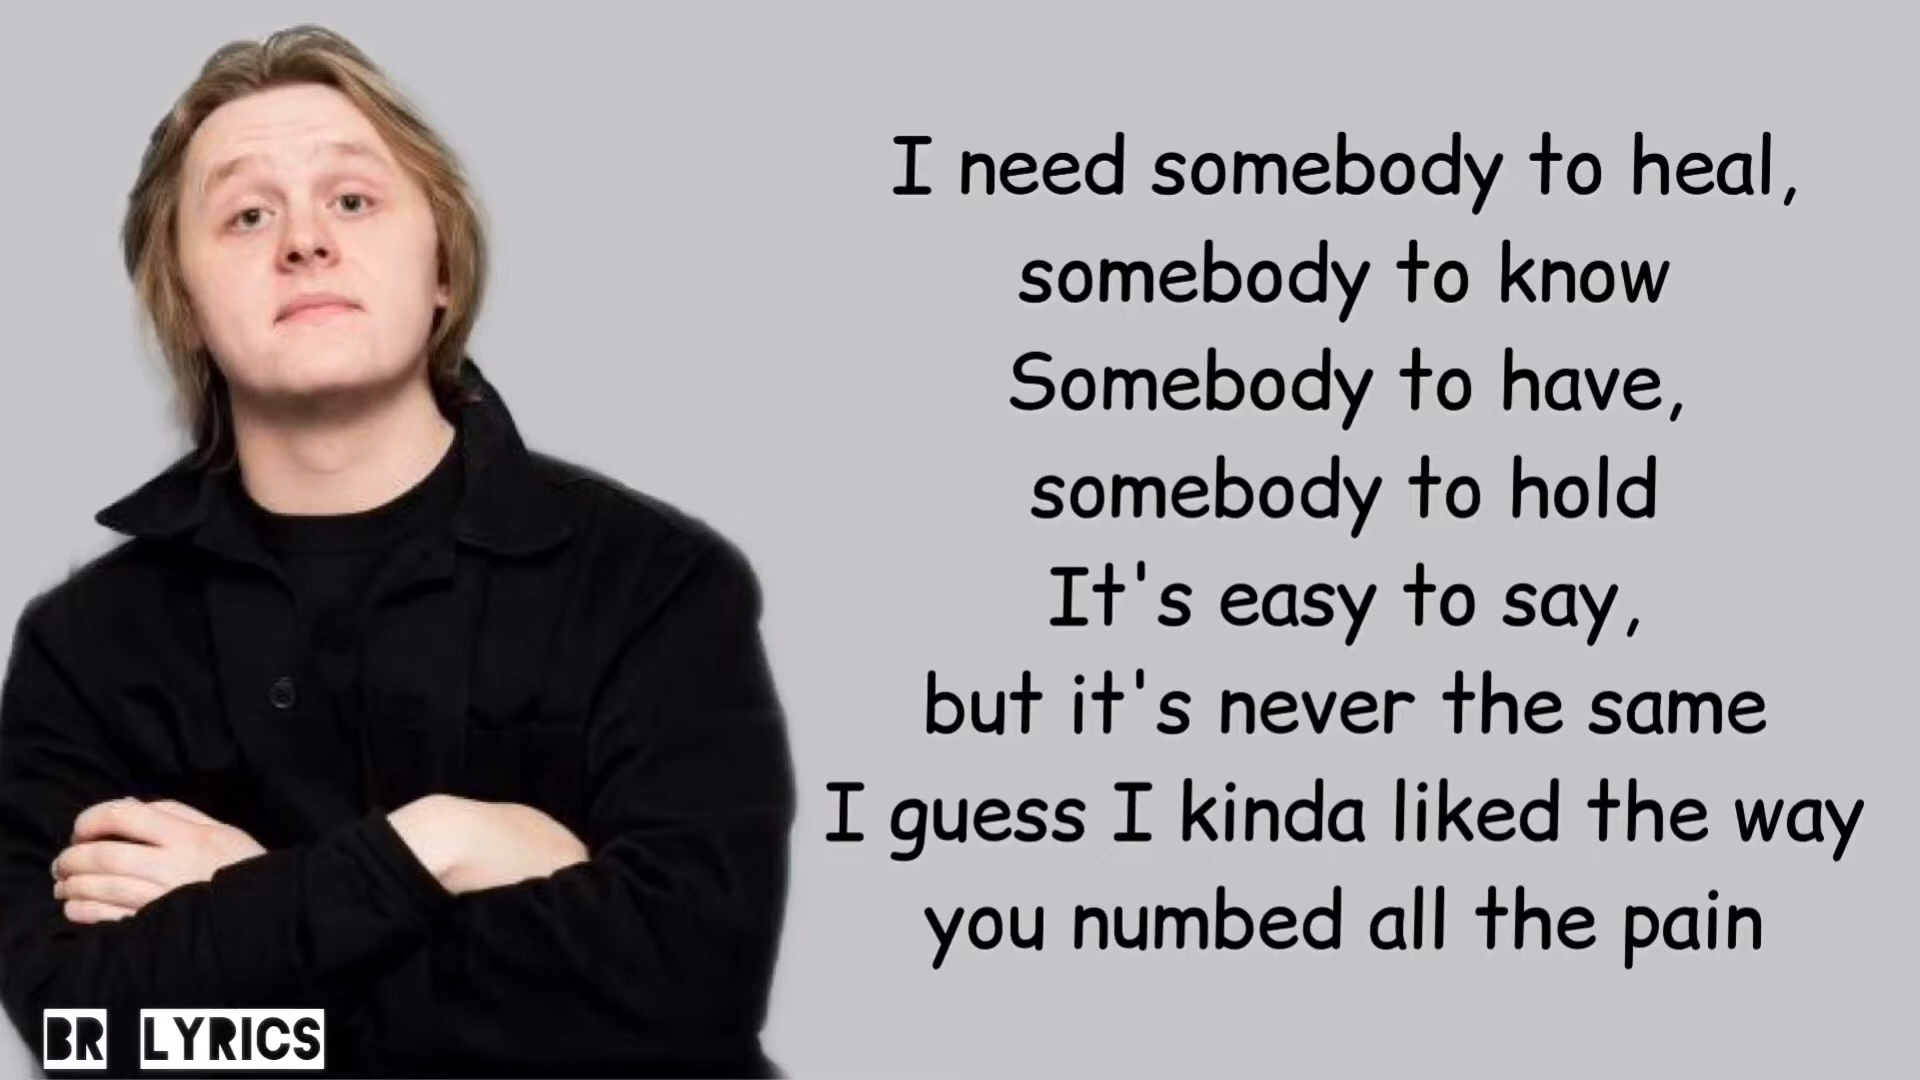 I need somebody to heal,
somebody to know
Somebody to have,
somebody to hold
It's easy to say,
but it's never the same
I guess I kinda liked the way
you numbed all the pain
BR LYRICS